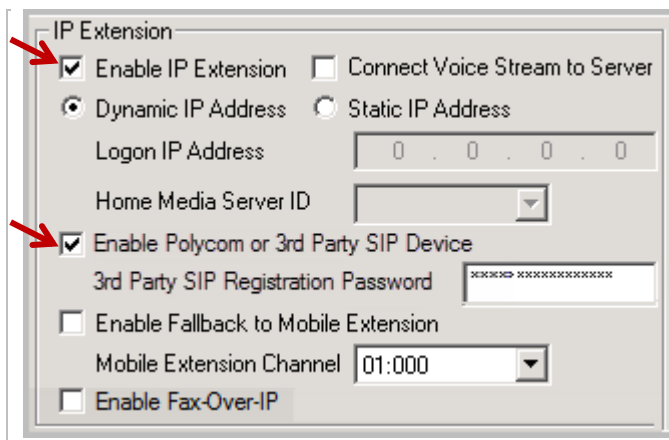 IP Extension
Enable IP Extension Connect Voice Stream to Server
Dynamic IP Address Static IP Address
Logon IP Address 0 . 0 . 0 . 0
Home Media Server ID
Enable Polycom or 3rd Party SIP Device
3rd Party SIP Registration Password
Enable Fallback to Mobile Extension
Mobile Extension Channel 01:000
Enable Fax-Over-IP